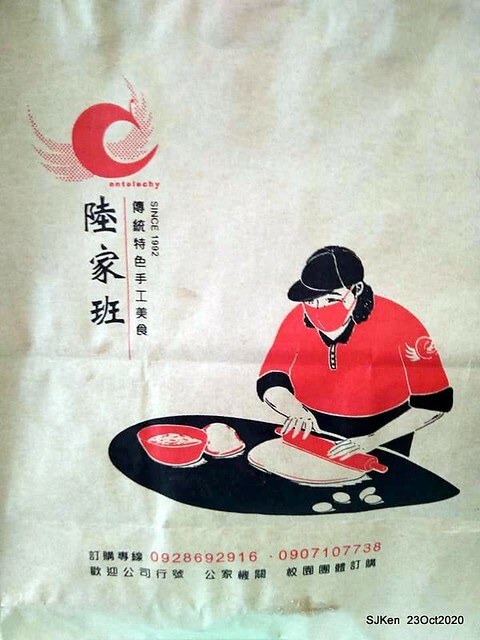 entelechy
陸家班
傳統特色手工美食
SINCE 1992
訂購專線 0928692916 · 0907107738
歡迎公司行號 公家機關 校園團體訂購
SJKen 23Oct2020